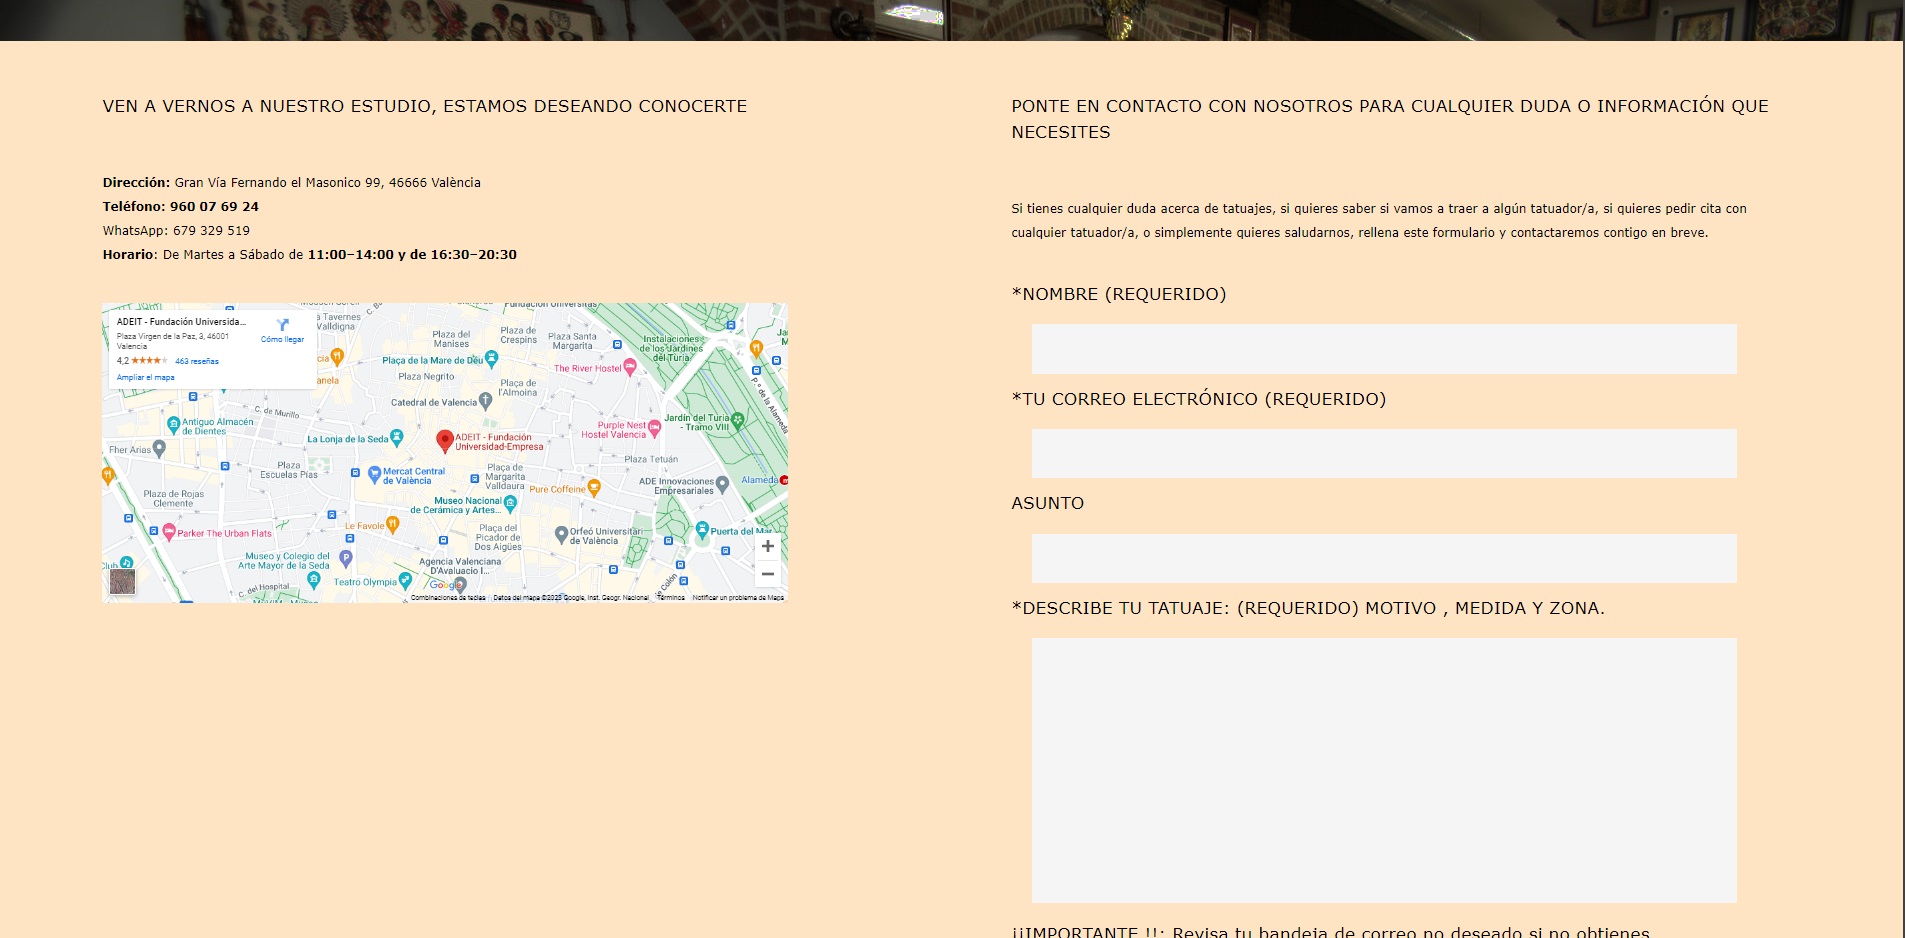 VEN A VERNOS A NUESTRO ESTUDIO, ESTAMOS DESEANDO CONOCERTE
Dirección: Gran Vía Fernando el Masonico 99, 46666 València
Teléfono: 960 07 69 24
WhatsApp: 679 329 519
Horario: De Martes a Sábado de 11:00–14:00 y de 16:30–20:30
ADEIT - Fundación Universida...
Plaza Virgen de la Paz, 3, 46001
Valencia
4,2
463 reseñas
Ampliar el mapa
Cómo llegar
Fundación Universitas
Tavernes
Valldigna
Plaza del
Manises
Plaza de
Crespins
Plaza Santa
Margarita
Instalaciones
de los Jardines
del Turia
Plaça de la Mare de Déu
The River Hostel
Plaza Negrito
Plaça de
l'Almoina
P.º de la Alameda
Catedral de Valencia
C. de Murillo
Antiguo Almacén
de Dientes
Jardín del Turia
- Tramo VIII
Purple Nest
Hostel Valencia
La Lonja de la Seda
ADEIT - Fundación
Universidad-Empresa
Fher Arias
Plaza
Escuelas Pías
Mercat Central
de València
Plaça de
Margarita
Valldaura
Plaza Tetuán
ADE Innovaciones
Empresariales
Alameda
Pure Coffeine
Plaza de Rojas
Clemente
Museo Nacional
de Cerámica y Artes...
Le Favole
Parker The Urban Flats
Plaça del
Picador de
Dos Aigües
Orfeó Universitari
de València
Puerta del Mar
Museo y Colegio del
Arte Mayor de la Seda
Agencia Valenciana
D'Avaluacio I...
Club
Teatro Olympia
C. del Hospital
Google
Combinaciones de teclas
Datos del mapa ©2023 Google, Inst. Geogr. Nacional
Términos
Notificar un problema de Maps
PONTE EN CONTACTO CON NOSOTROS PARA CUALQUIER DUDA O INFORMACIÓN QUE
NECESITES
Si tienes cualquier duda acerca de tatuajes, si quieres saber si vamos a traer a algún tatuador/a, si quieres pedir cita con
cualquier tatuador/a, o simplemente quieres saludarnos, rellena este formulario y contactaremos contigo en breve.
*NOMBRE (REQUERIDO)
*TU CORREO ELECTRÓNICO (REQUERIDO)
ASUNTO
*DESCRIBE TU TATUAJE: (REQUERIDO) MOTIVO , MEDIDA Y ZONA.
¡¡IMPORTANTE !!: Revisa tu bandeja de correo no deseado si no obtienes